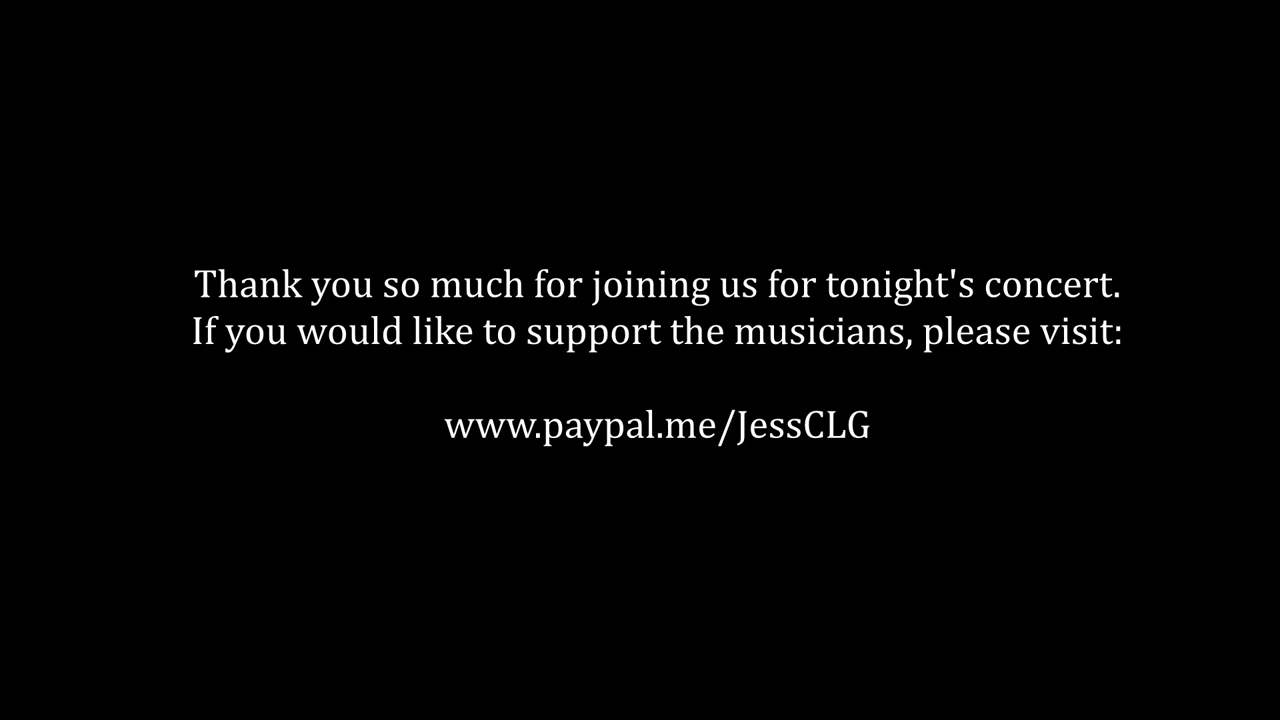 Thank you so much for joining us for tonight's concert.
If you would like to support the musicians, please visit:
www.paypal.me/JessCLG